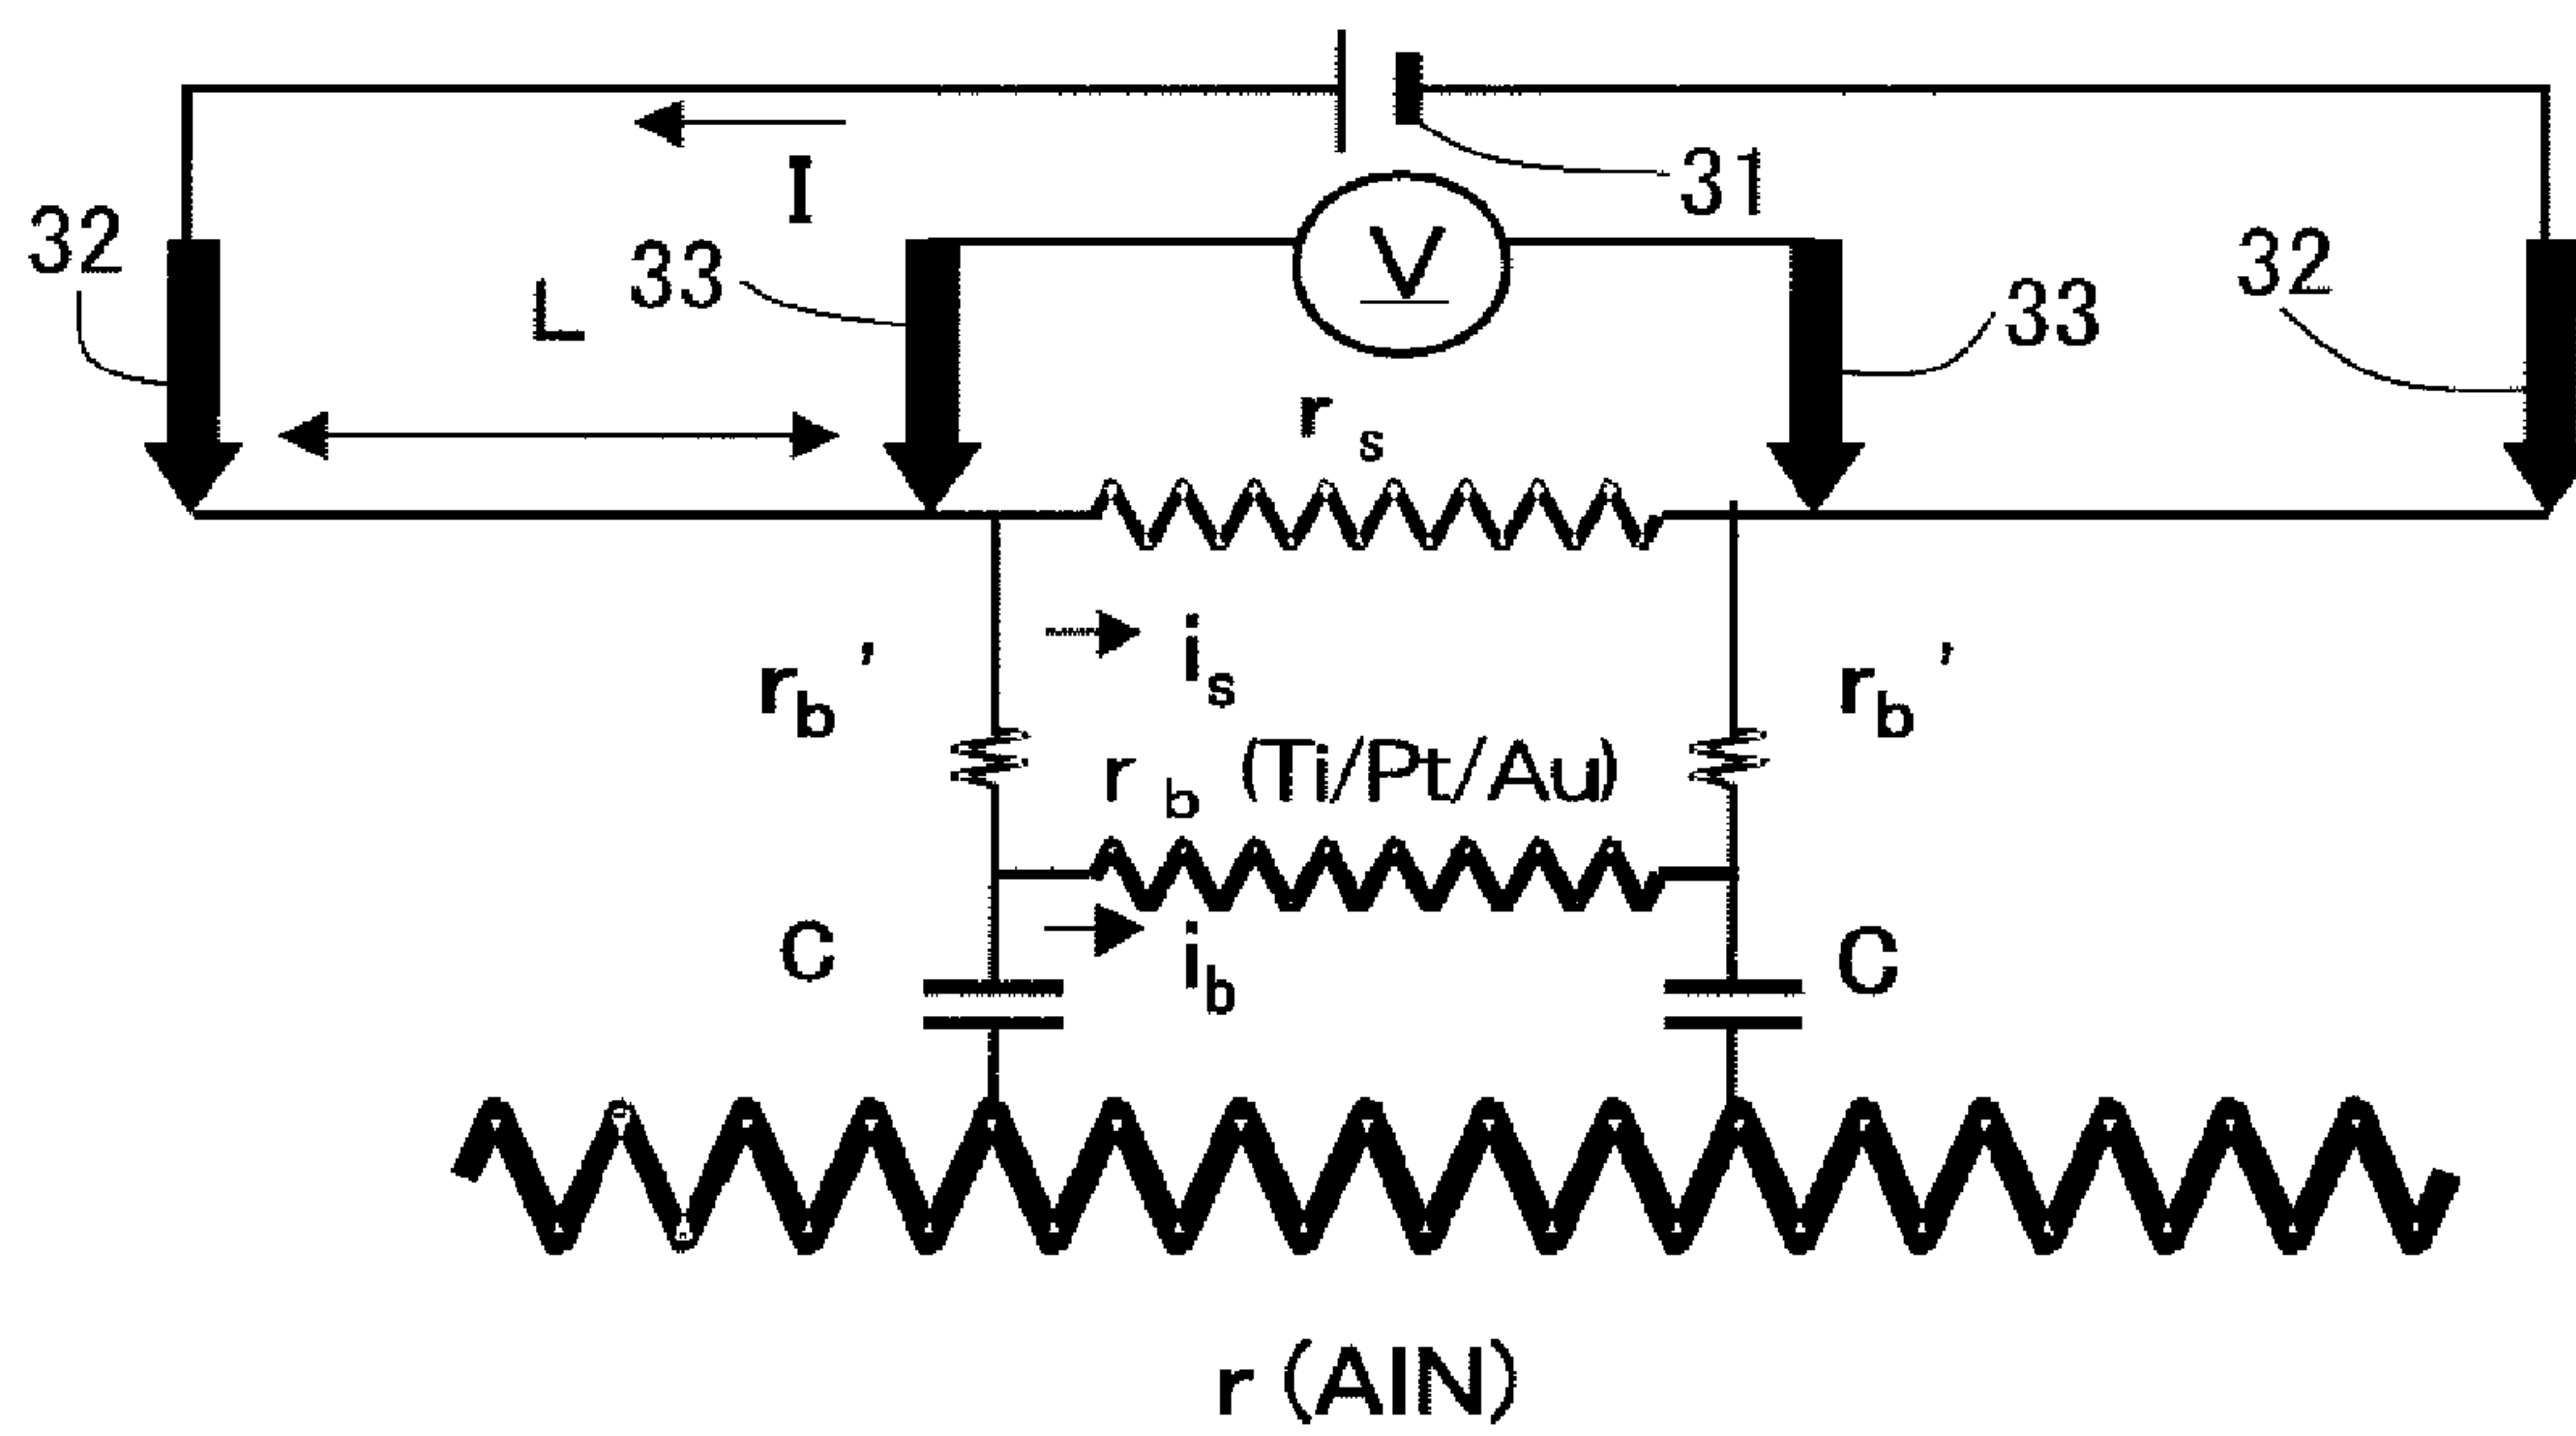 31
I
32
L
33
V
33
32
r s
i s
r b '
r b '
r b (Ti/Pt/Au)
C
i b
C
r (AlN)